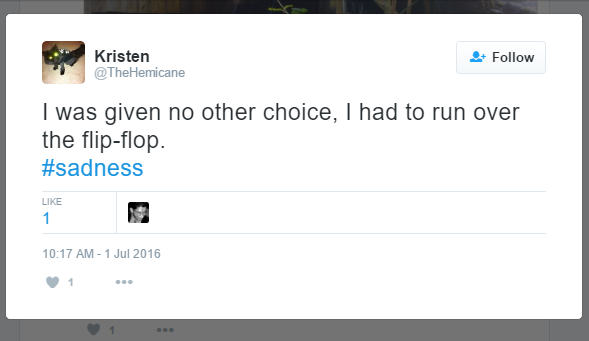 Kristen
@TheHemicane
Follow
I was given no other choice, I had to run over
the flip-flop.
#sadness
LIKE
1
10:17 AM - 1 Jul 2016
1
1